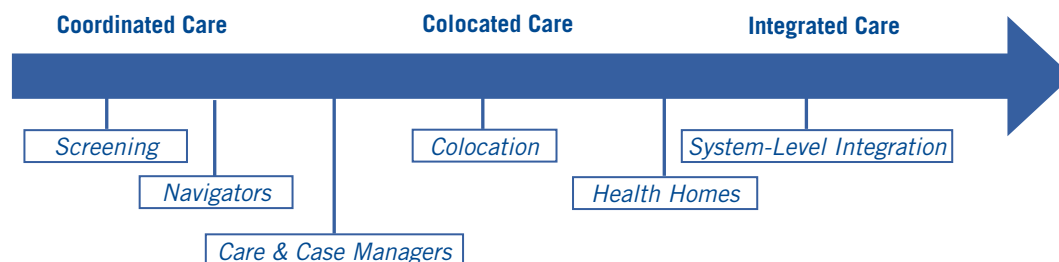 Coordinated Care
Colocated Care
Integrated Care
Screening
Colocation
System-Level Integration
Navigators
Health Homes
Care & Case Managers